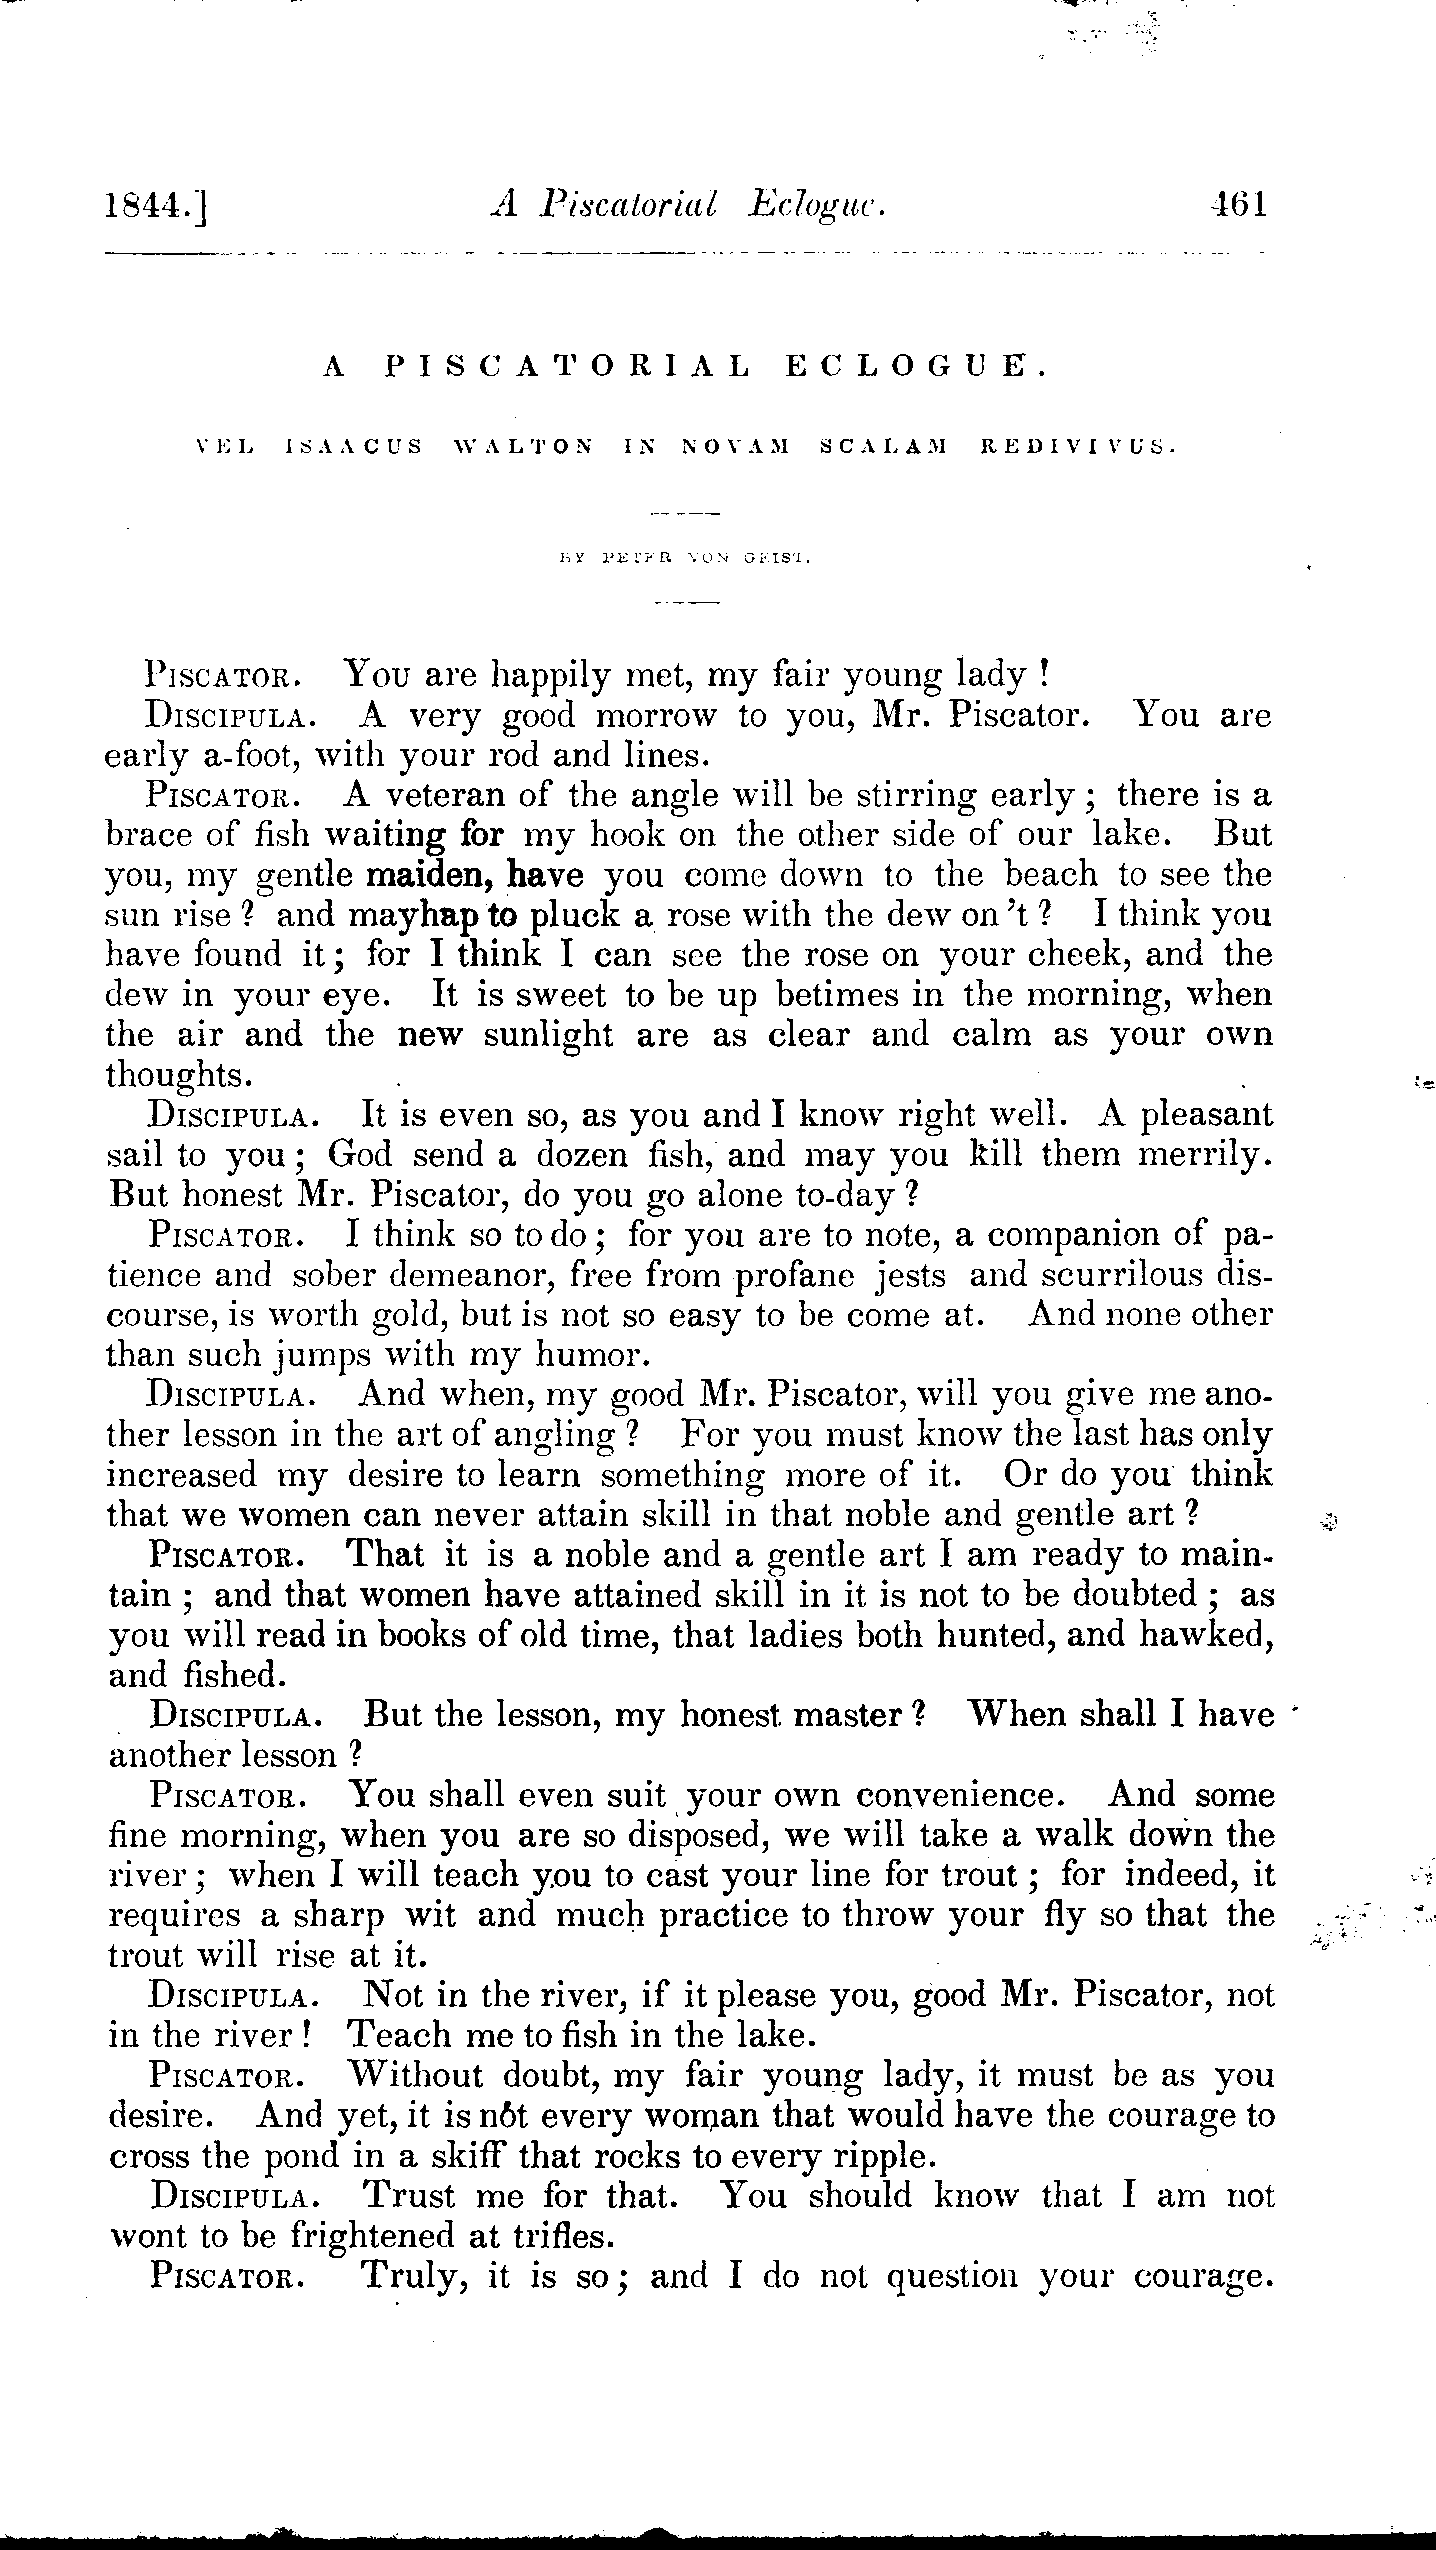 1844.] A Piscatorial Eclogue. 461
A PISCATORIAL ECLOGUE.
VEL ISAACUS WALTON IN NOVAM SCALAM REDIVIVUS.
BY PETER VON GEIST.
PISCATOR. YOU are happily met, my fair young lady !
DISCIPULA. A very good morrow to you, Mr. Piscator. You are
early a-foot, with your rod and lines.
PISCATOR. A veteran of the angle will be stirring early ; there is a
brace of fish waiting for my hook on the other side of our lake. But
you, my gentle maiden, have you come down to the beach to see the
sun rise ? and mayhap to pluck a rose with the dew on 't ? I think you
have found it ; for I think I can see the rose on your cheek, and the
dew in your eye. It is sweet to be up betimes in the morning, when
the air and the new sunlight are as clear and calm as your own
thoughts.
DISCIPULA. It is even so, as you and I know right well. A pleasant
sail to you ; God send a dozen fish, and may you kill them merrily.
But honest Mr. Piscator, do you go alone to-day ?
PISCATOR. I think so to do ; for you are to note, a companion of pa-
tience and sober demeanor, free from profane jests and scurrilous dis-
course, is worth gold, but is not so easy to be come at. And none other
than such jumps with my humor.
DISCIPULA. And when, my good Mr. Piscator, will you give me ano-
ther lesson in the art of angling ? For you must know the last has only
increased my desire to learn something more of it. Or do you think
that we women can never attain skill in that noble and gentle art ?
PISCATOR. That it is a noble and a gentle art I am ready to main-
tain ; and that women have attained skill in it is not to be doubted ; as
you will read in books of old time, that ladies both hunted, and hawked,
and fished.
DISCIPULA. But the lesson, my honest master ? When shall I have
another lesson ?
PISCATOR. You shall even suit your own convenience. And some
fine morning, when you are so disposed, we will take a walk down the
river ; when I will teach you to cast your line for trout ; for indeed, it
requires a sharp wit and much practice to throw your fly so that the
trout will rise at it.
DISCIPULA. Not in the river, if it please you, good Mr. Piscator, not
in the river ! Teach me to fish in the lake.
PISCATOR. Without doubt, my fair young lady, it must be as you
desire. And yet, it is not every woman that would have the courage to
cross the pond in a skiff that rocks to every ripple.
DISCIPULA. Trust me for that. You should know that I am not
wont to be frightened at trifles.
PISCATOR. Truly, it is so ; and I do not question your courage.